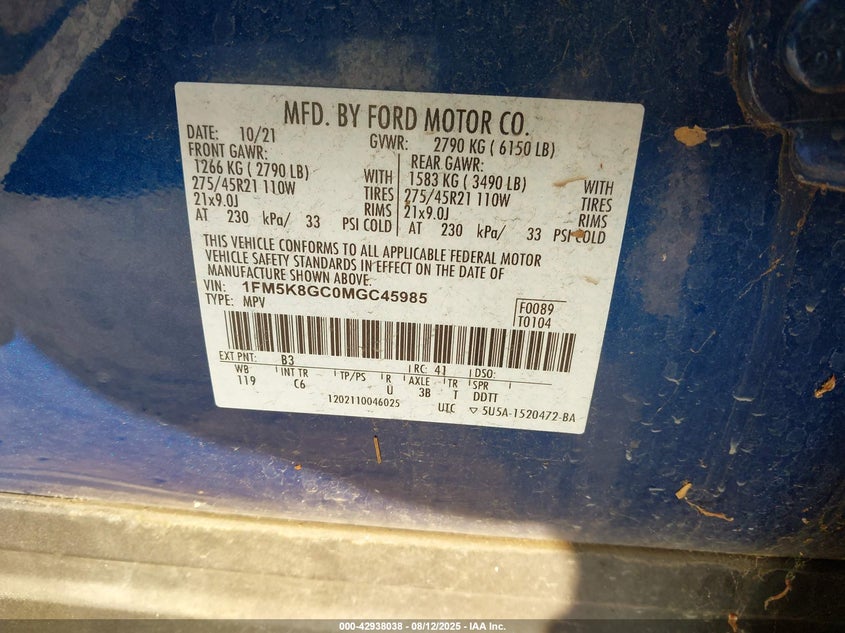 MFD. BY FORD MOTOR CO.
DATE: 10/21 GVWR: 2790 KG ( 6150 LB)
FRONT GAWR: REAR GAWR:
1266 KG ( 2790 LB) WITH 1583 KG ( 3490 LB) WITH
275/45R21 110W TIRES 275/45R21 110W TIRES
21x9.0J RIMS 21x9.0J RIMS
AT 230 kPa/ 33 PSI COLD AT 230 kPa/ 33 PSI COLD
THIS VEHICLE CONFORMS TO ALL APPLICABLE FEDERAL MOTOR
VEHICLE SAFETY STANDARDS IN EFFECT ON THE DATE OF
MANUFACTURE SHOWN ABOVE.
VIN: 1FM5K8GC0MGC45985
TYPE: MPV
F0089
T0104
EXT PNT: B3 RC: 41 DSO:
WB INT TR TP/PS R AXLE TR SPR
119 C6 U 3B T DDTT
1202110046025 UTC ▽ 5U5A-1520472-BA
000-42938038 - 08/12/2025 - IAA Inc.